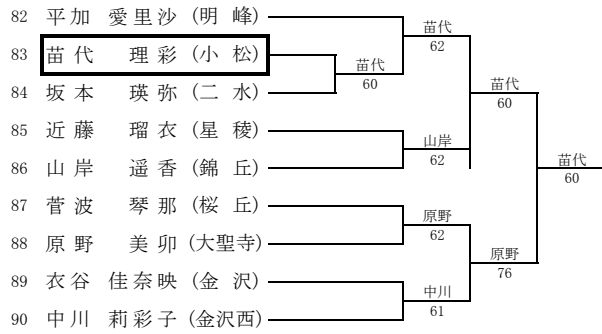 82 平加 愛里沙 (明 峰)
苗代
62
83 苗代 理彩 (小 松)
苗代
60
84 坂本 瑛弥 (二 水)
苗代
60
85 近藤 瑠衣 (星 稜)
山岸
62
86 山岸 遥香 (錦 丘)
苗代
60
87 菅波 琴那 (桜 丘)
原野
62
88 原野 美卯 (大聖寺)
原野
76
89 衣谷 佳奈映 (金 沢)
中川
61
90 中川 莉彩子 (金沢西)